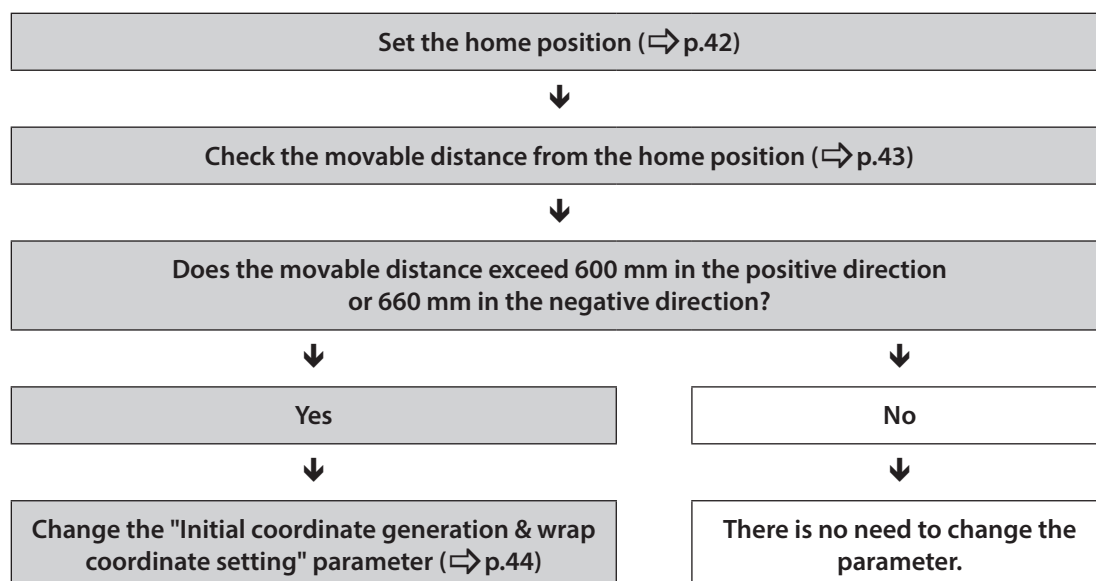 Set the home position (⇨ p.42)
Check the movable distance from the home position (⇨ p.43)
Does the movable distance exceed 600 mm in the positive direction
or 660 mm in the negative direction?
Yes
No
Change the "Initial coordinate generation & wrap
coordinate setting" parameter (⇨ p.44)
There is no need to change the
parameter.